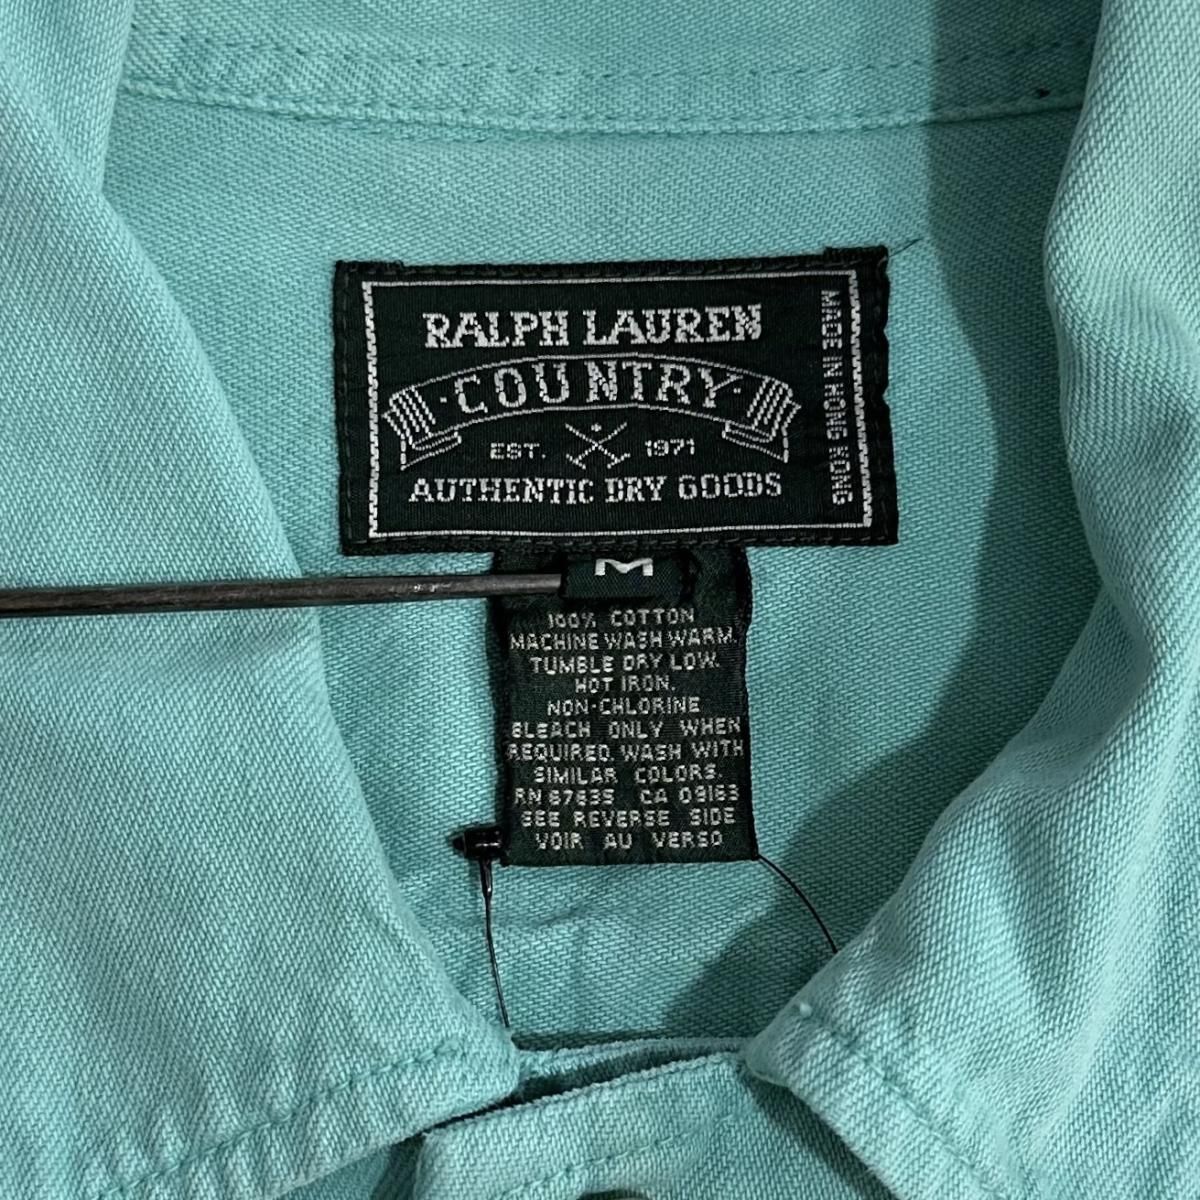 RALPH LAUREN
·COUNTRY·
EST. 1971
AUTHENTIC DRY GOODS
MADE IN HONG KONG
M
100% COTTON
MACHINE WASH WARM.
TUMBLE DRY LOW.
HOT IRON.
NON-CHLORINE
BLEACH ONLY WHEN
REQUIRED. WASH WITH
SIMILAR COLORS.
RN 67635 CA 09163
SEE REVERSE SIDE
VOIR AU VERSO